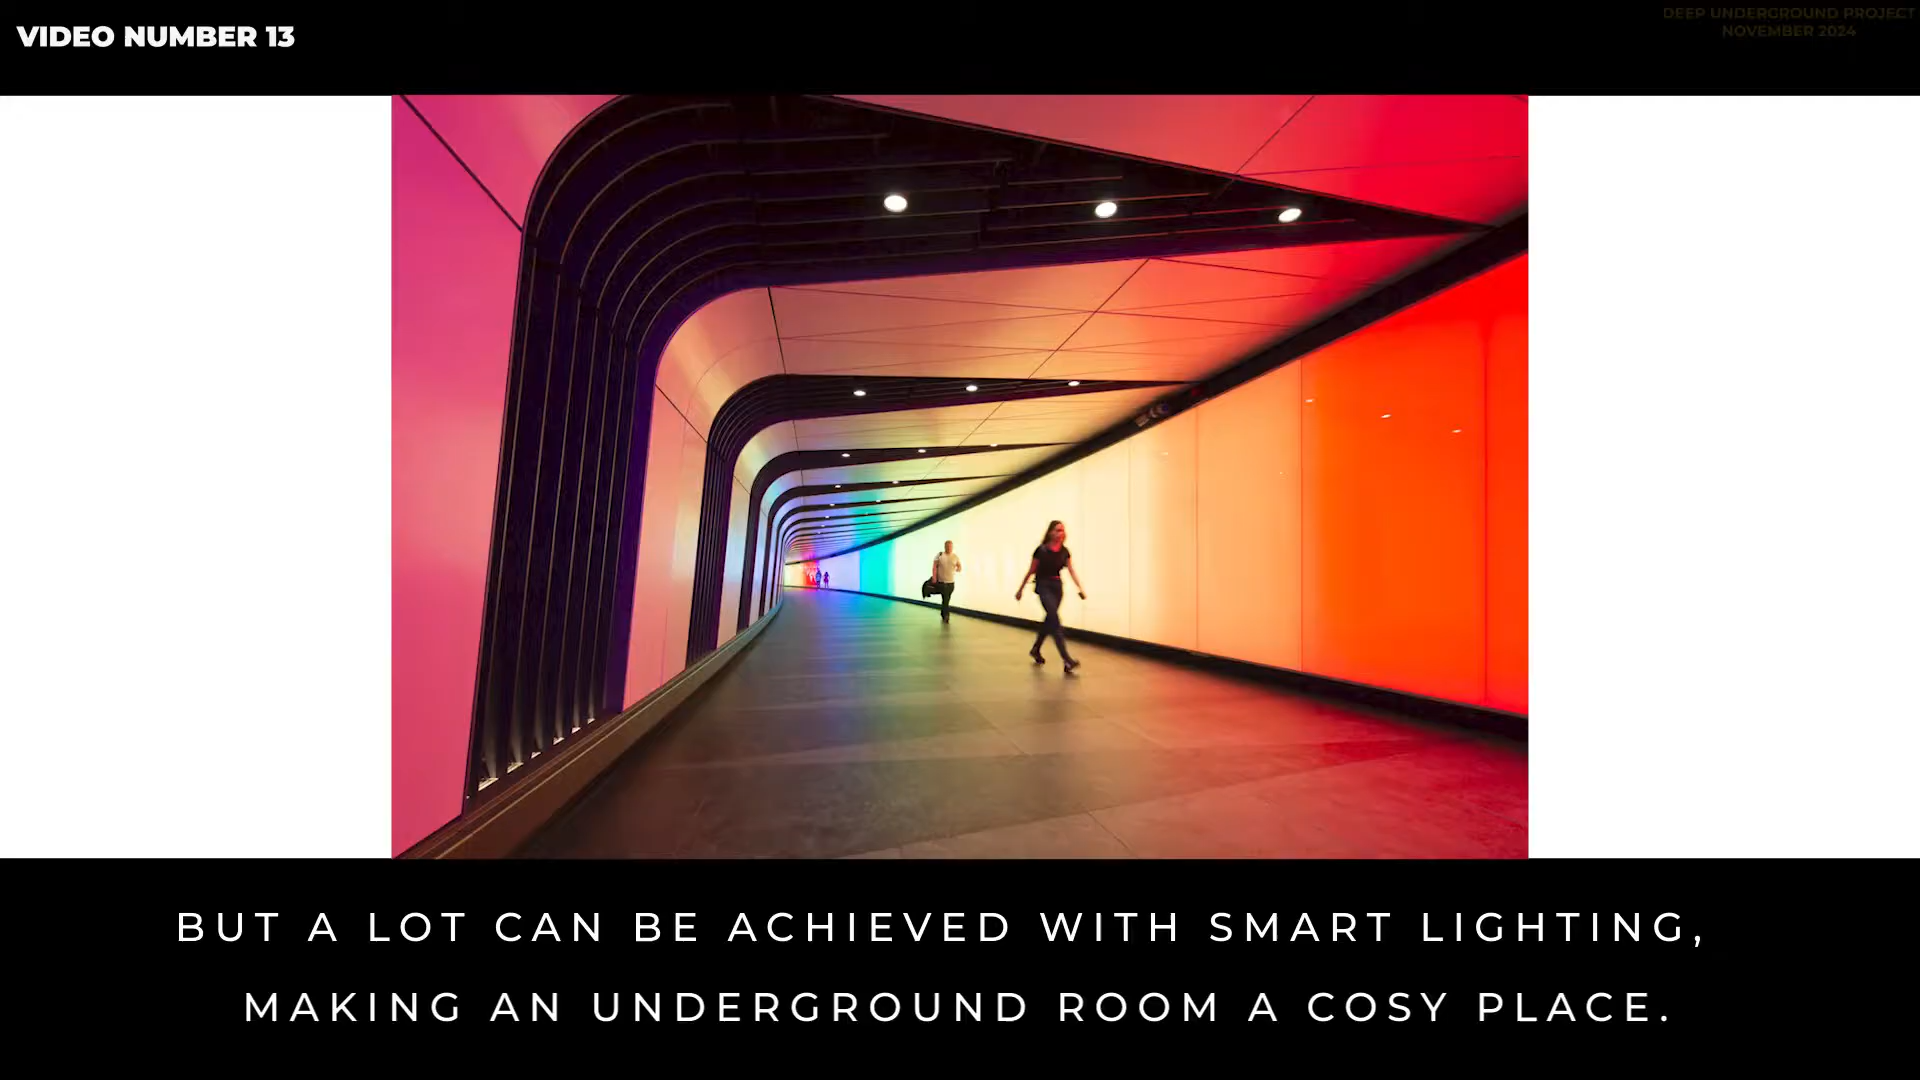 VIDEO NUMBER 13
DEEP UNDERGROUND PROJECT
NOVEMBER 2024
BUT A LOT CAN BE ACHIEVED WITH SMART LIGHTING,
MAKING AN UNDERGROUND ROOM A COSY PLACE.